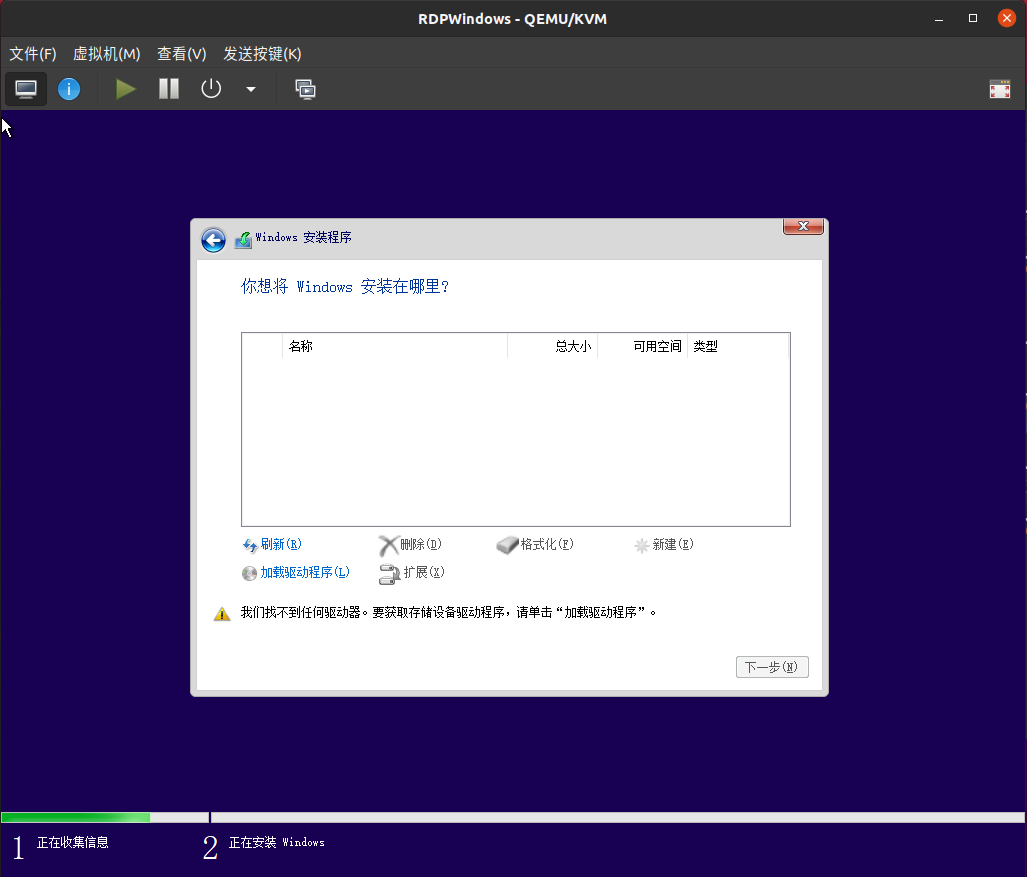 RDPWindows - QEMU/KVM
文件(F) 虚拟机(M) 查看(V) 发送按键(K)
Windows 安装程序
你想将 Windows 安装在哪里？
名称 总大小 可用空间 类型
刷新(R) 删除(D) 格式化(F) 新建(E)
加载驱动程序(L) 扩展(X)
我们找不到任何驱动器。要获取存储设备驱动程序，请单击“加载驱动程序”。
下一步(N)
1 正在收集信息 2 正在安装 Windows